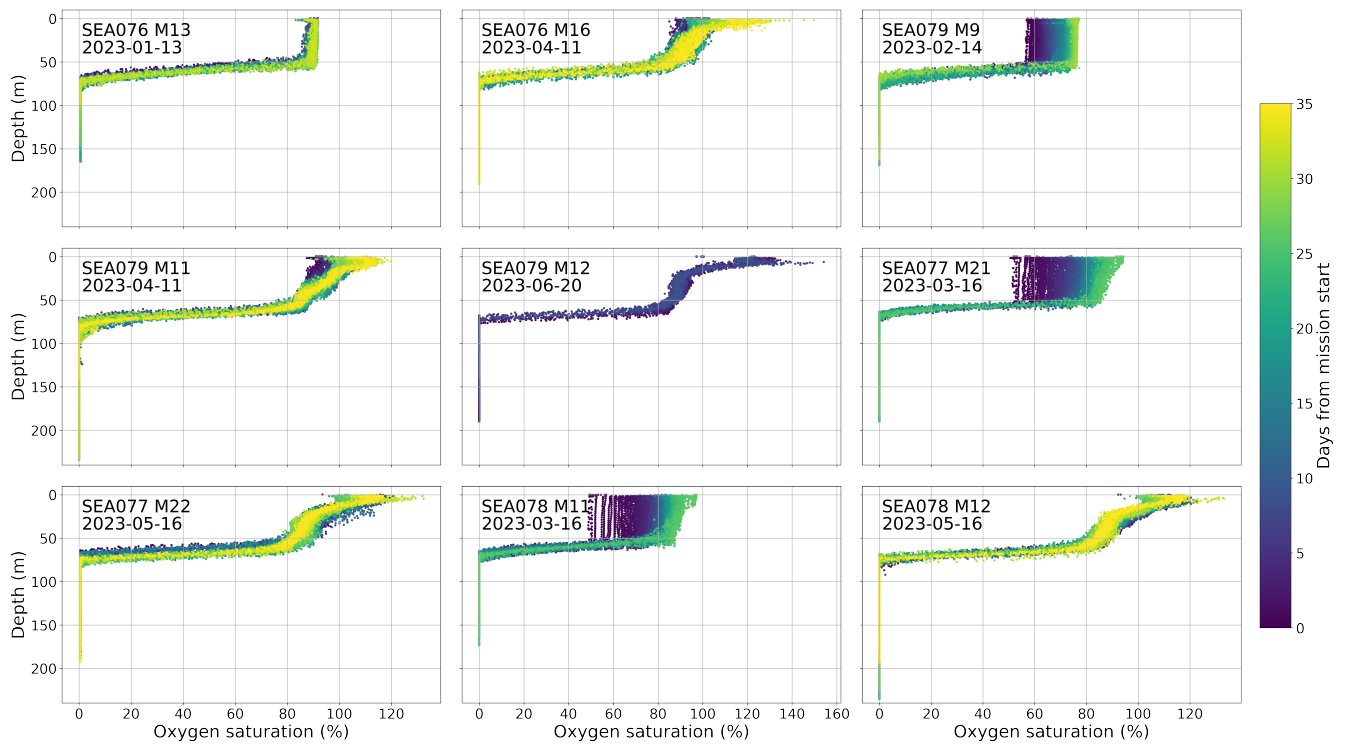 SEA076 M13
2023-01-13
SEA076 M16
2023-04-11
SEA079 M9
2023-02-14
0
50
100
150
200
Depth (m)
SEA079 M11
2023-04-11
SEA079 M12
2023-06-20
SEA077 M21
2023-03-16
0
50
100
150
200
Depth (m)
SEA077 M22
2023-05-16
SEA078 M11
2023-03-16
SEA078 M12
2023-05-16
0
50
100
150
200
Depth (m)
0 20 40 60 80 100 120
Oxygen saturation (%)
0 20 40 60 80 100 120 140 160
Oxygen saturation (%)
0 20 40 60 80 100 120
Oxygen saturation (%)
35
30
25
20
15
10
5
0
Days from mission start